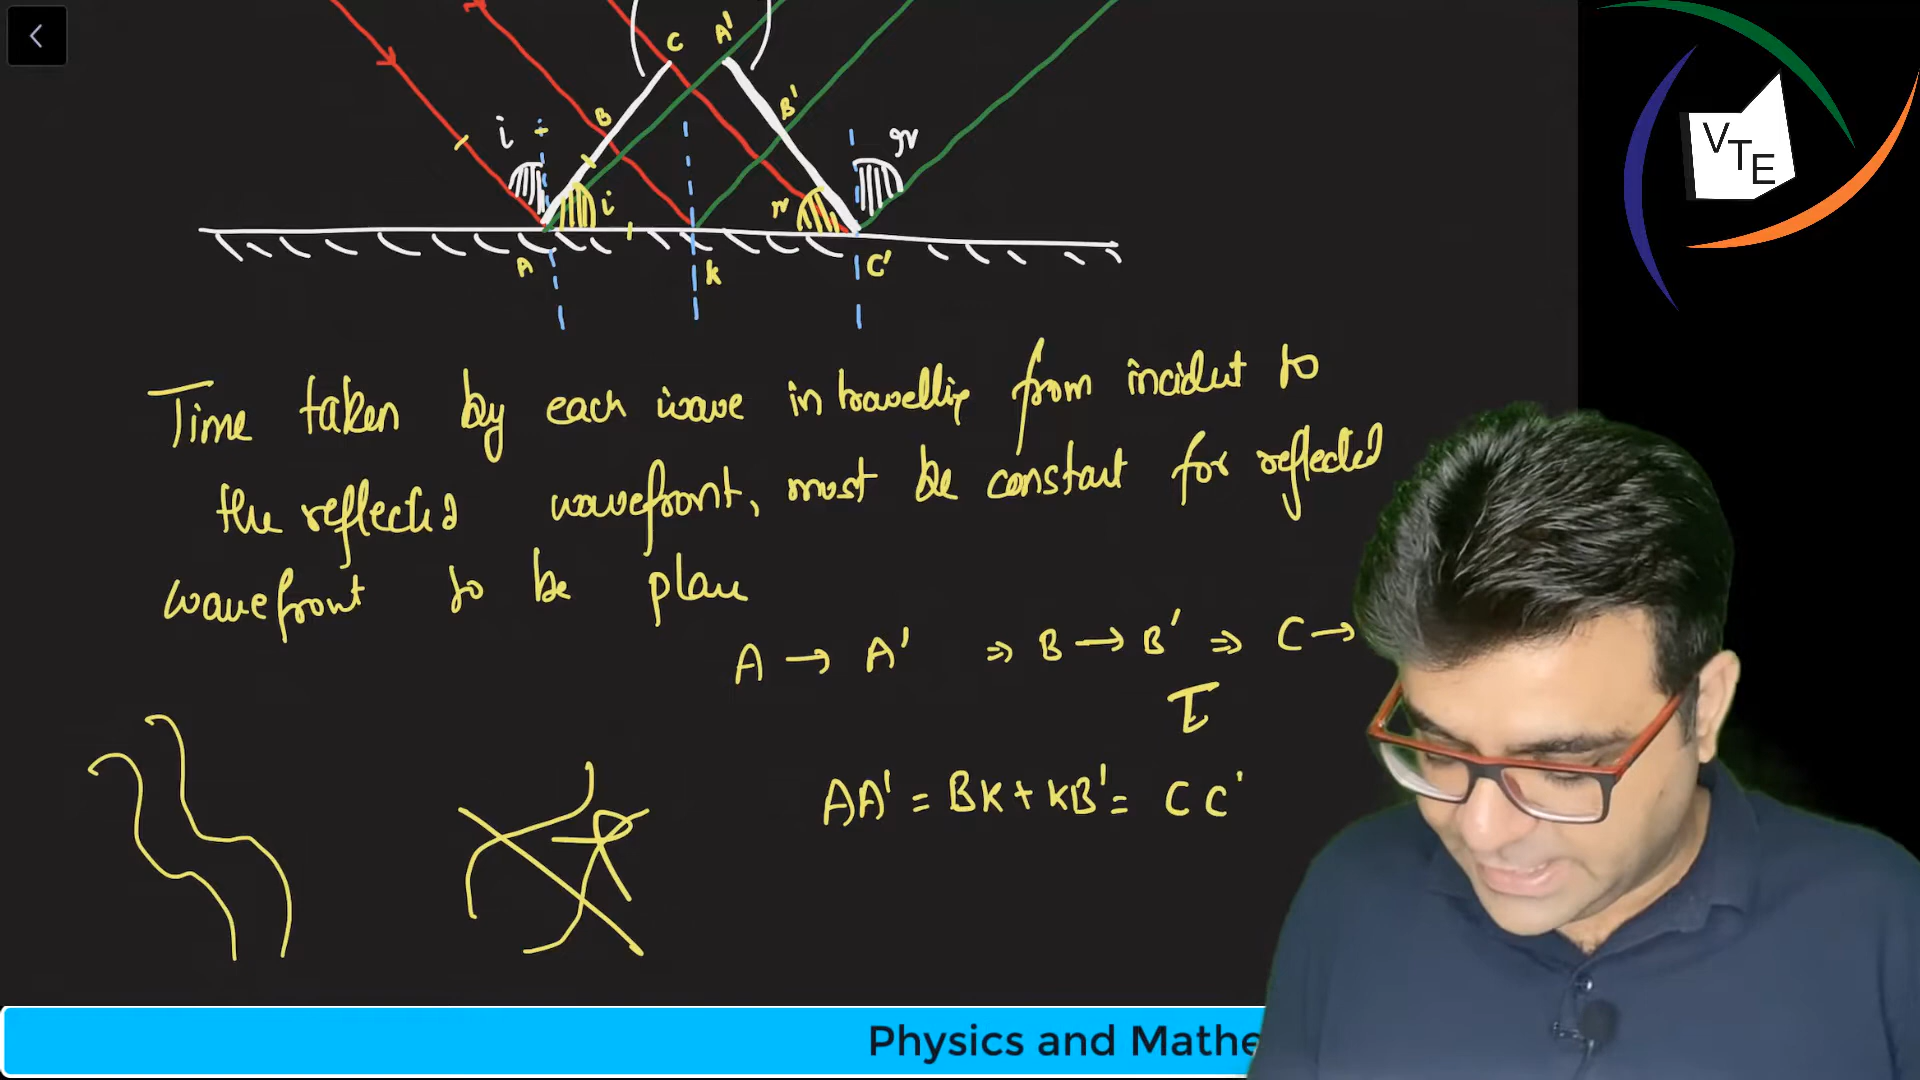 C A'
B B'
i r
i r
A k C'
VTE
Time taken by each wave in travelling from incident to
the reflected wavefront, must be constant for reflected
wavefront to be plane
A → A' ⇒ B → B' ⇒ C →
τ
AA' = BK + KB' = CC'
Physics and Mathe